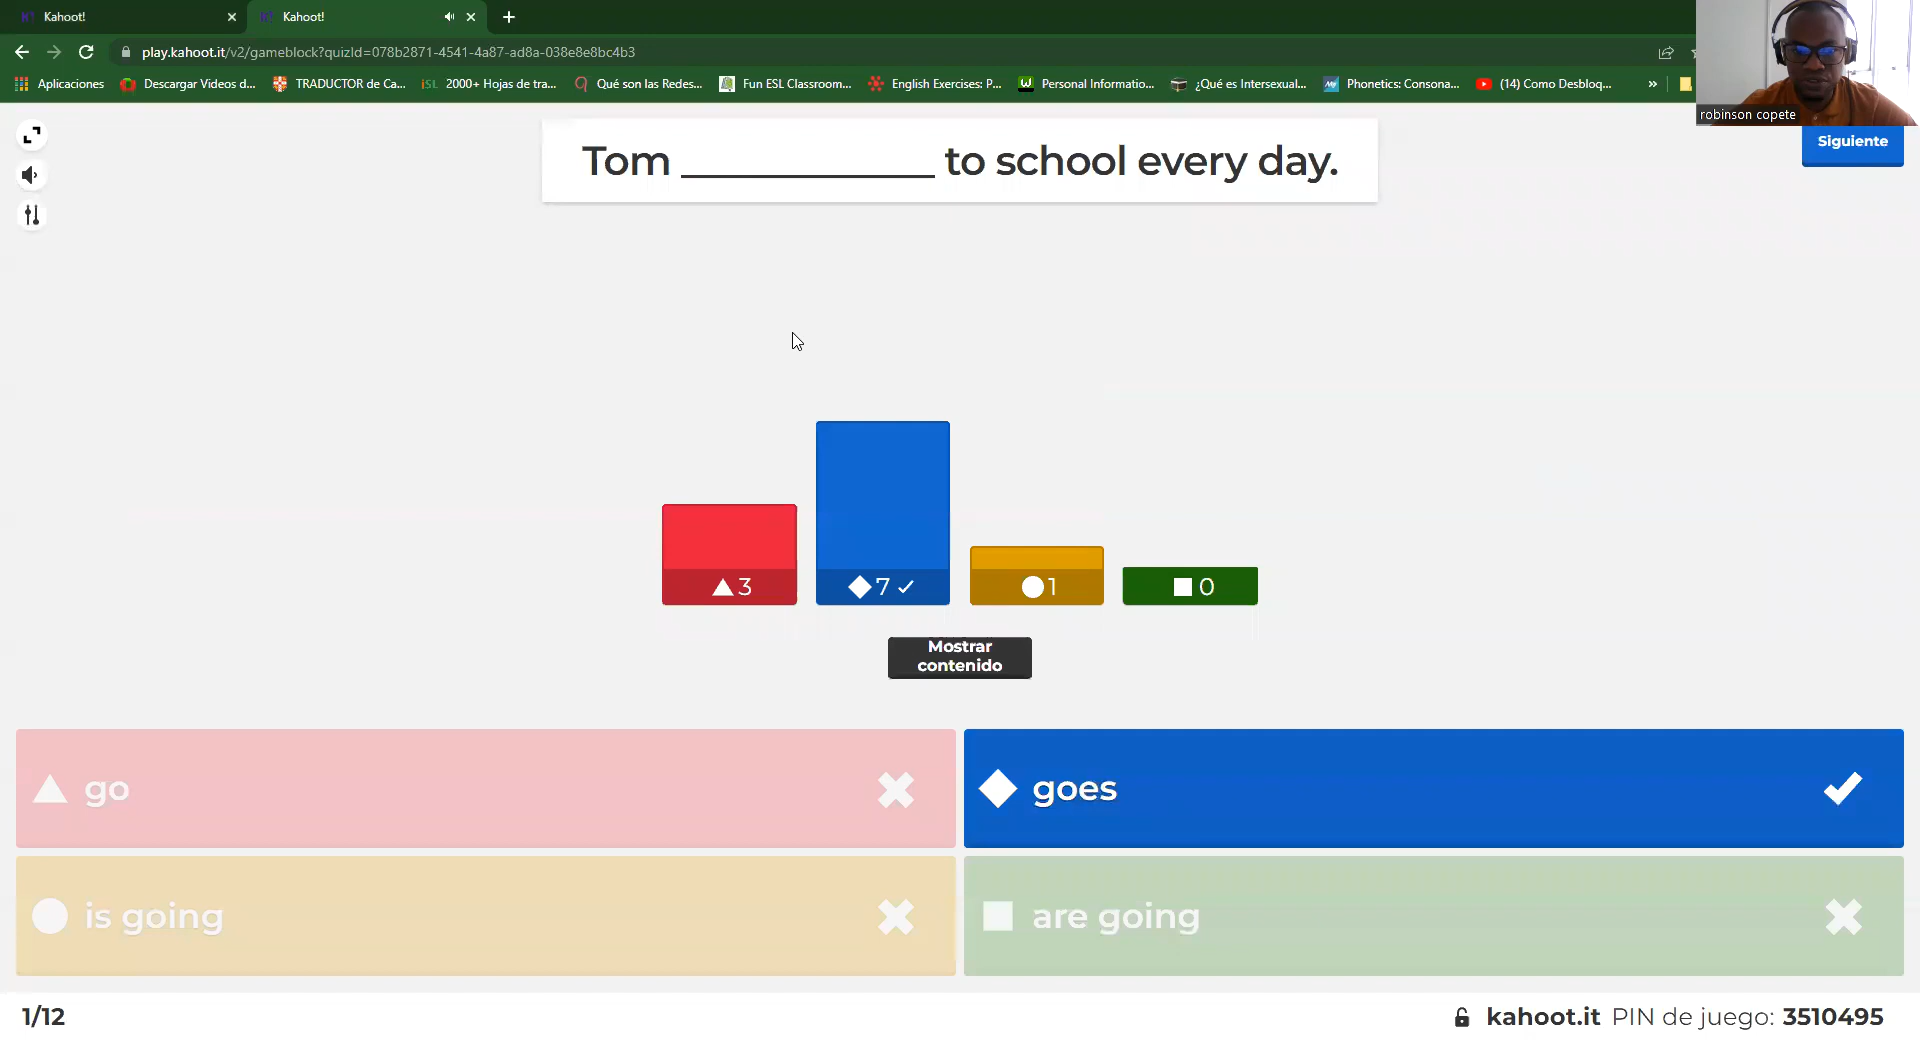 Kahoot!
Kahoot!
play.kahoot.it/v2/gameblock?quizId=078b2871-4541-4a87-ad8a-038e8e8bc4b3
Aplicaciones
Descargar Videos d...
TRADUCTOR de Ca...
iSL 2000+ Hojas de tra...
Qué son las Redes...
Fun ESL Classroom...
English Exercises: P...
Personal Informatio...
¿Qué es Intersexual...
Phonetics: Consona...
(14) Como Desbloq...
»
robinson copete
Siguiente
Tom ____________ to school every day.
3
7
1
0
Mostrar
contenido
go
goes
is going
are going
1/12
kahoot.it PIN de juego: 3510495